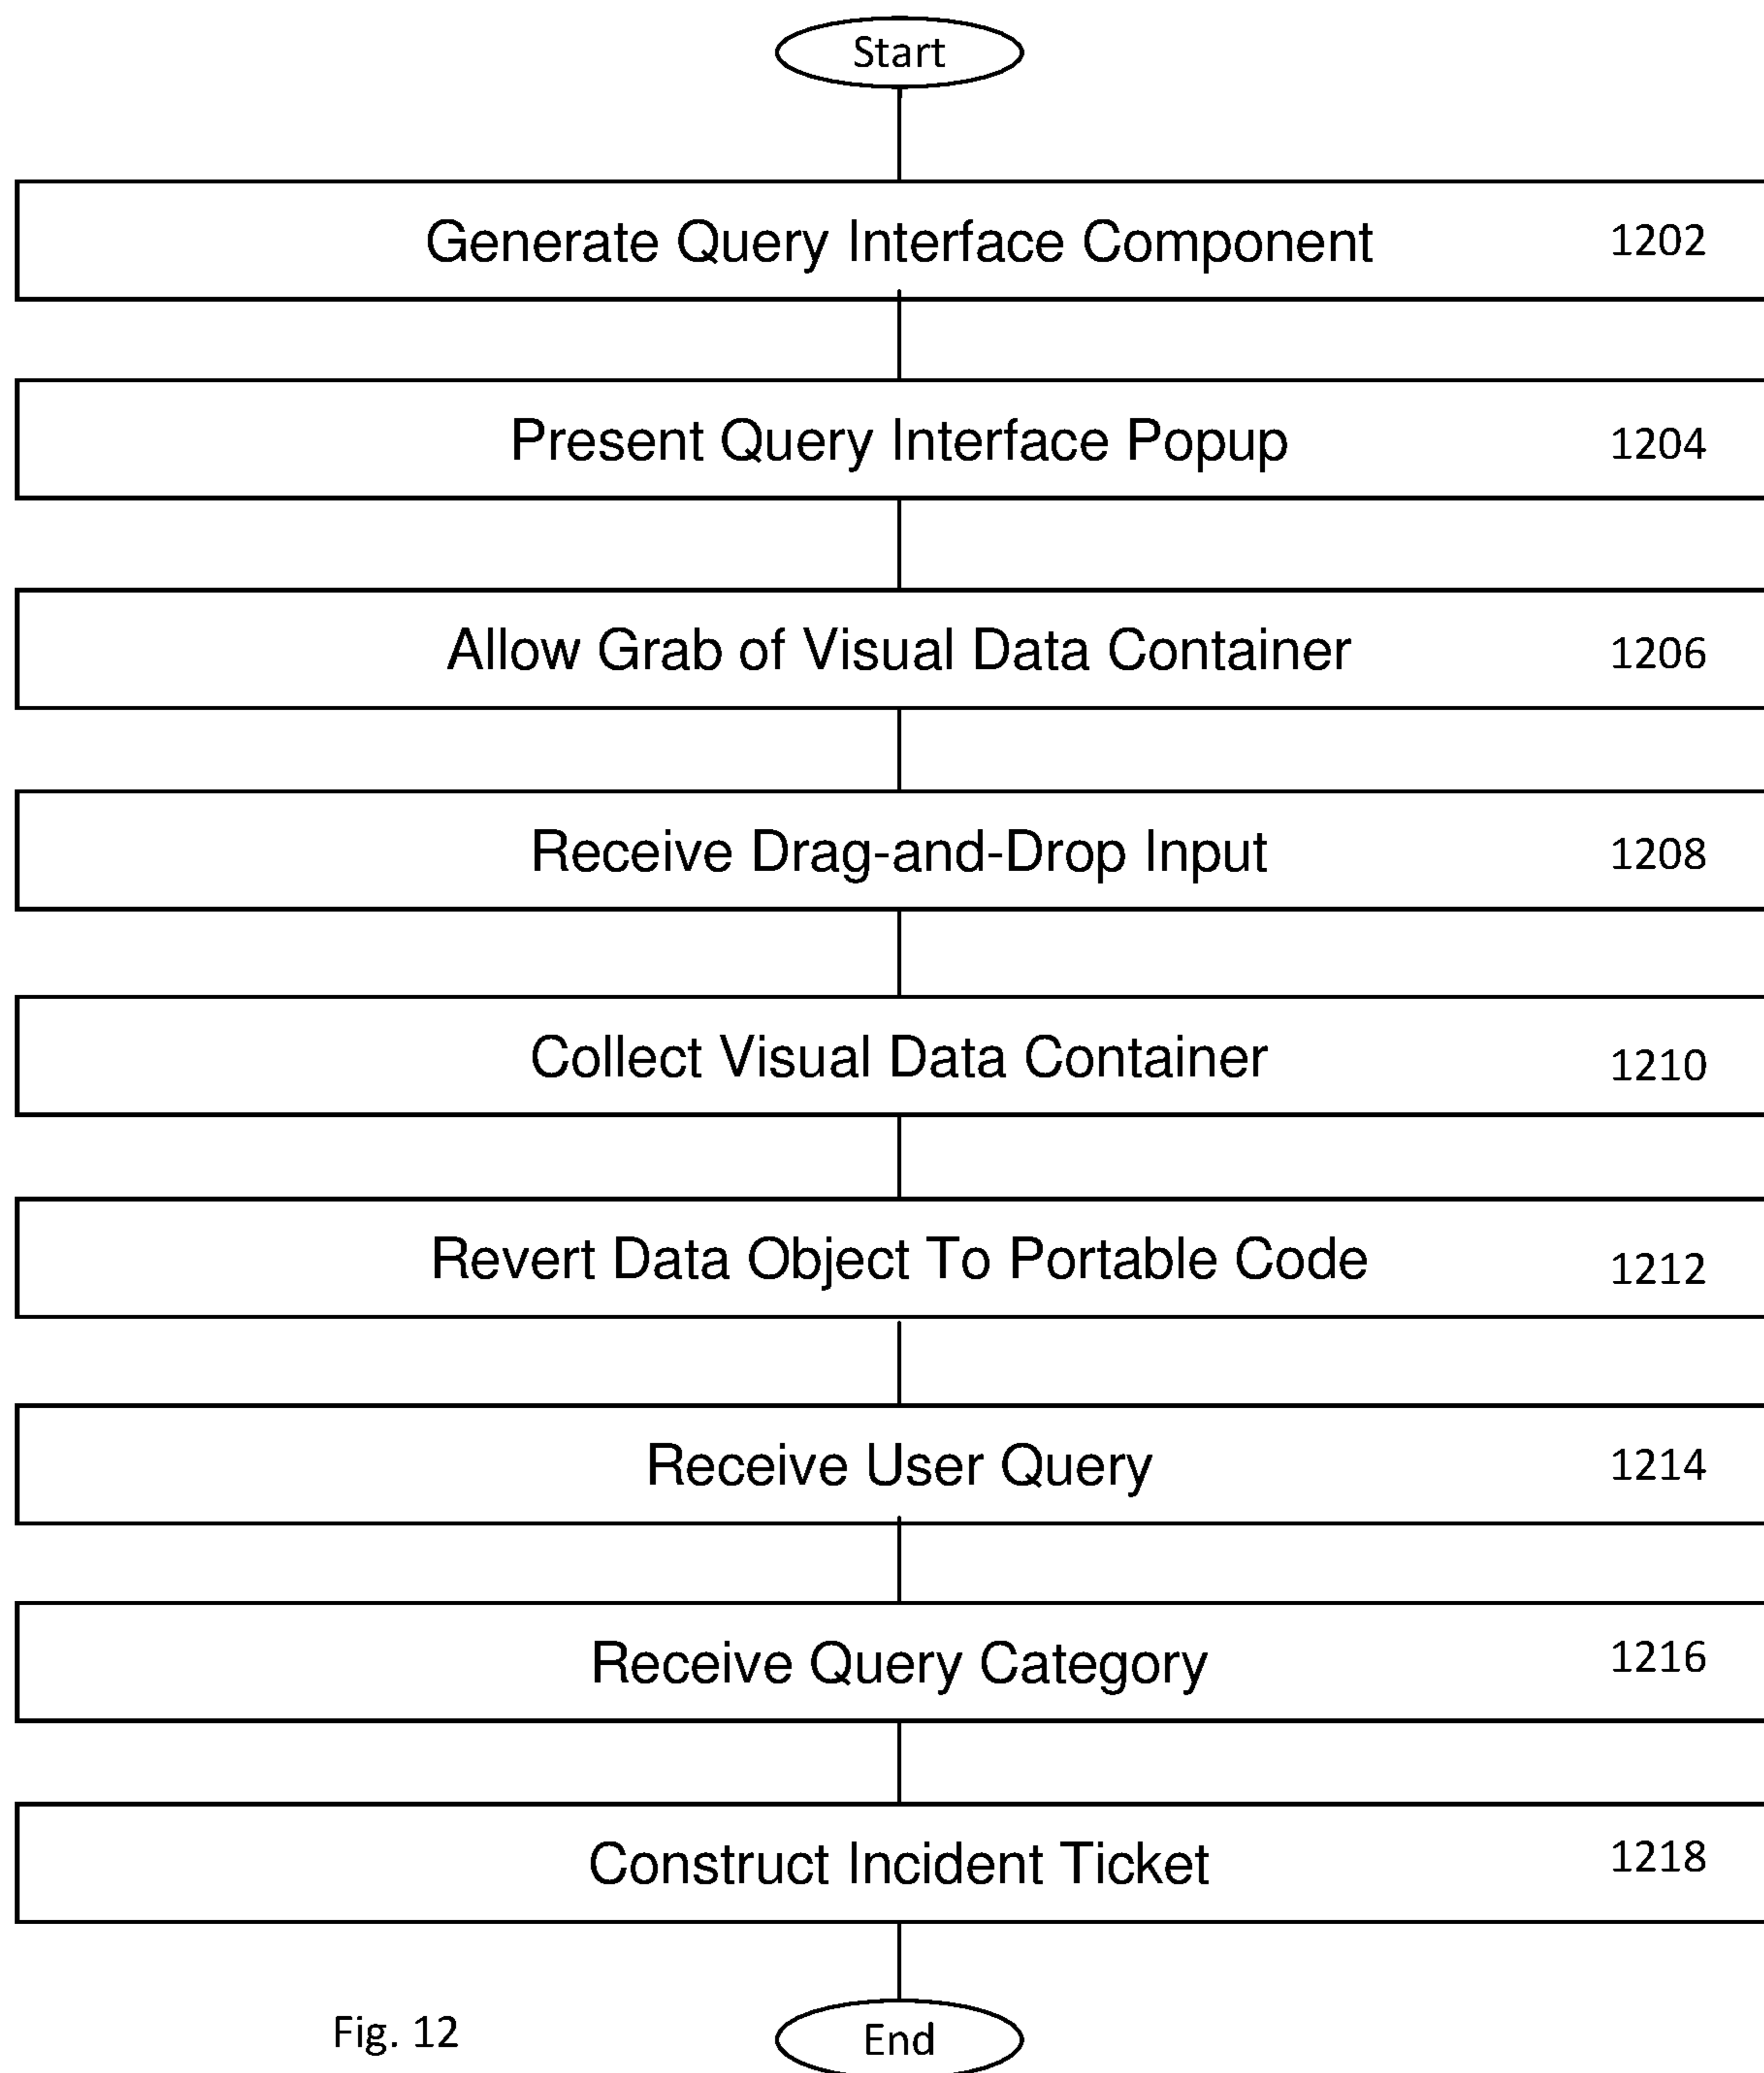 Start
Generate Query Interface Component 1202
Present Query Interface Popup 1204
Allow Grab of Visual Data Container 1206
Receive Drag-and-Drop Input 1208
Collect Visual Data Container 1210
Revert Data Object To Portable Code 1212
Receive User Query 1214
Receive Query Category 1216
Construct Incident Ticket 1218
Fig. 12
End